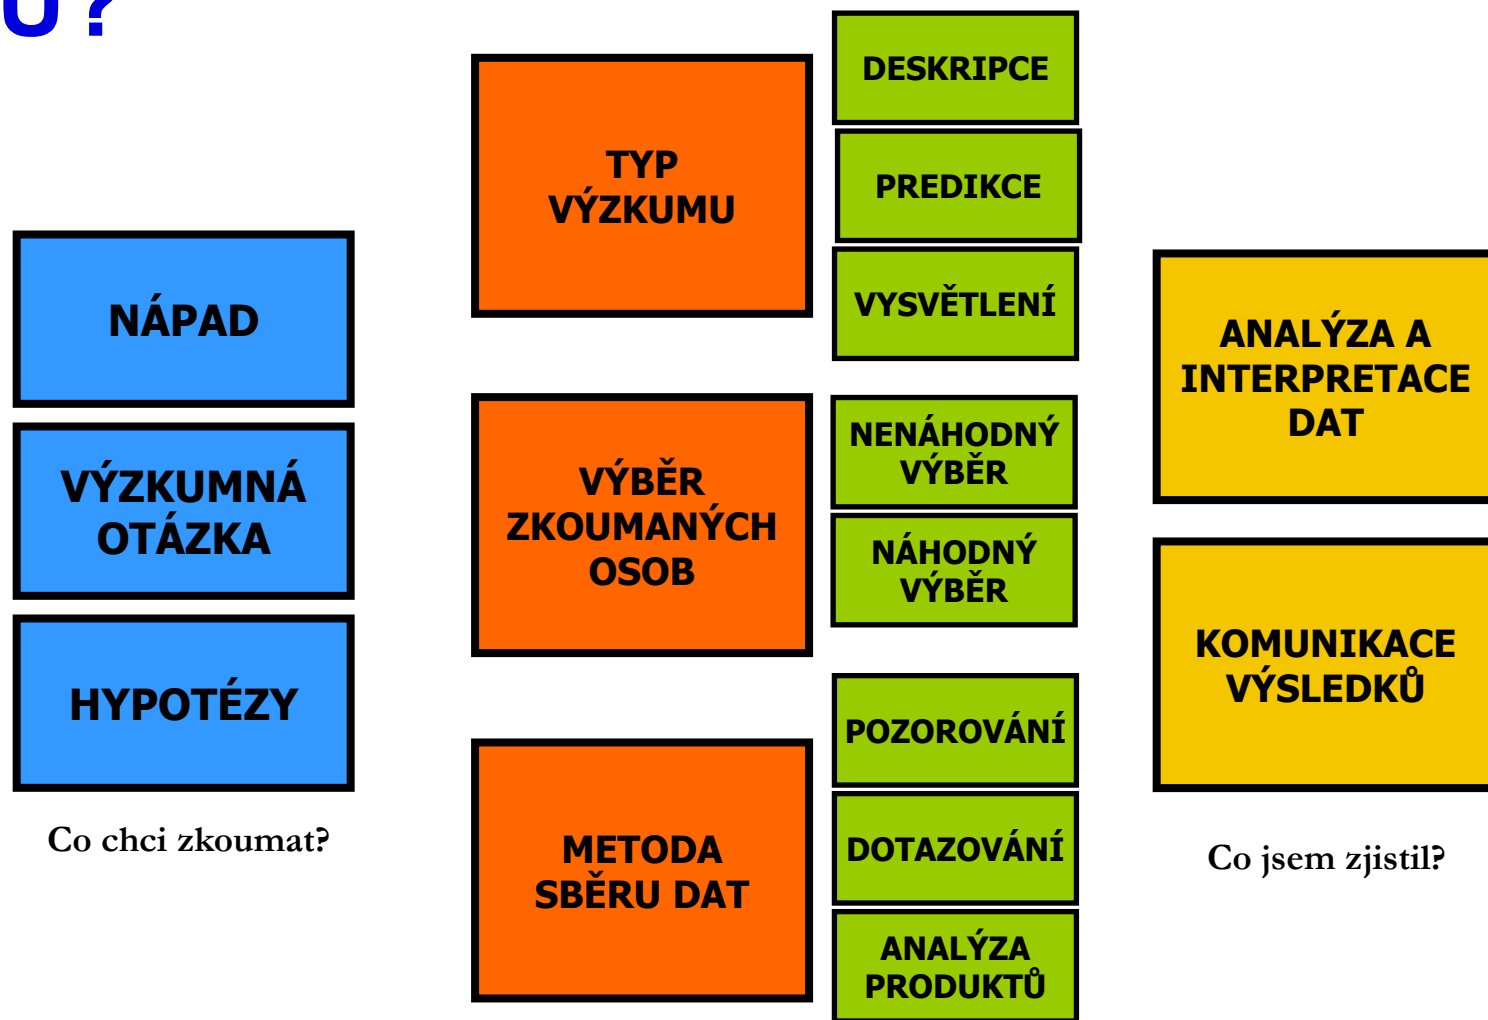 U?
NÁPAD
VÝZKUMNÁ
OTÁZKA
HYPOTÉZY
Co chci zkoumat?
TYP
VÝZKUMU
DESKRIPCE
PREDIKCE
VYSVĚTLENÍ
VÝBĚR
ZKOUMANÝCH
OSOB
NENÁHODNÝ
VÝBĚR
NÁHODNÝ
VÝBĚR
METODA
SBĚRU DAT
POZOROVÁNÍ
DOTAZOVÁNÍ
ANALÝZA
PRODUKTŮ
ANALÝZA A
INTERPRETACE
DAT
KOMUNIKACE
VÝSLEDKŮ
Co jsem zjistil?